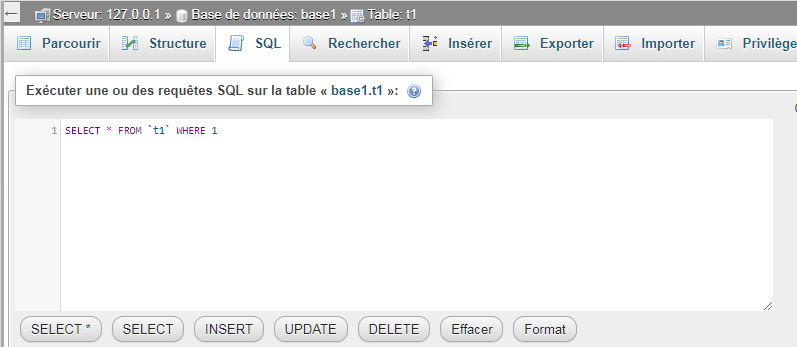 Serveur: 127.0.0.1 » Base de données: base1 » Table: t1
Parcourir Structure SQL Rechercher Insérer Exporter Importer Privilège
Exécuter une ou des requêtes SQL sur la table « base1.t1 »:
1 SELECT * FROM `t1` WHERE 1
SELECT * SELECT INSERT UPDATE DELETE Effacer Format